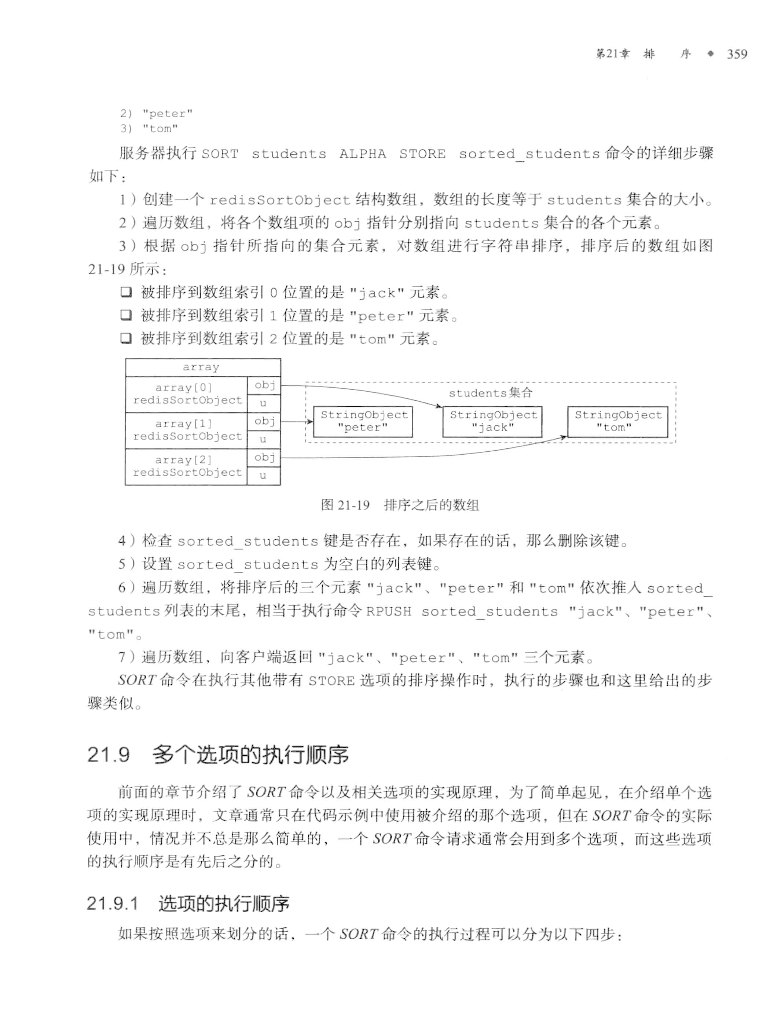 第21章 排 序 ◆ 359
2) "peter"
3) "tom"
服务器执行 SORT students ALPHA STORE sorted_students 命令的详细步骤
如下：
1）创建一个 redisSortObject 结构数组，数组的长度等于 students 集合的大小。
2）遍历数组，将各个数组项的 obj 指针分别指向 students 集合的各个元素。
3）根据 obj 指针所指向的集合元素，对数组进行字符串排序，排序后的数组如图
21-19 所示：
❑ 被排序到数组索引 0 位置的是 "jack" 元素。
❑ 被排序到数组索引 1 位置的是 "peter" 元素。
❑ 被排序到数组索引 2 位置的是 "tom" 元素。
array
array[0]
redisSortObject
obj
u
array[1]
redisSortObject
obj
u
array[2]
redisSortObject
obj
u
students集合
StringObject
"peter"
StringObject
"jack"
StringObject
"tom"
图 21-19 排序之后的数组
4）检查 sorted_students 键是否存在，如果存在的话，那么删除该键。
5）设置 sorted_students 为空白的列表键。
6）遍历数组，将排序后的三个元素 "jack"、"peter" 和 "tom" 依次推入 sorted_
students 列表的末尾，相当于执行命令 RPUSH sorted_students "jack"、"peter"、
"tom"。
7）遍历数组，向客户端返回 "jack"、"peter"、"tom" 三个元素。
SORT 命令在执行其他带有 STORE 选项的排序操作时，执行的步骤也和这里给出的步
骤类似。
21.9 多个选项的执行顺序
前面的章节介绍了 SORT 命令以及相关选项的实现原理，为了简单起见，在介绍单个选
项的实现原理时，文章通常只在代码示例中使用被介绍的那个选项，但在 SORT 命令的实际
使用中，情况并不总是那么简单的，一个 SORT 命令请求通常会用到多个选项，而这些选项
的执行顺序是有先后之分的。
21.9.1 选项的执行顺序
如果按照选项来划分的话，一个 SORT 命令的执行过程可以分为以下四步：